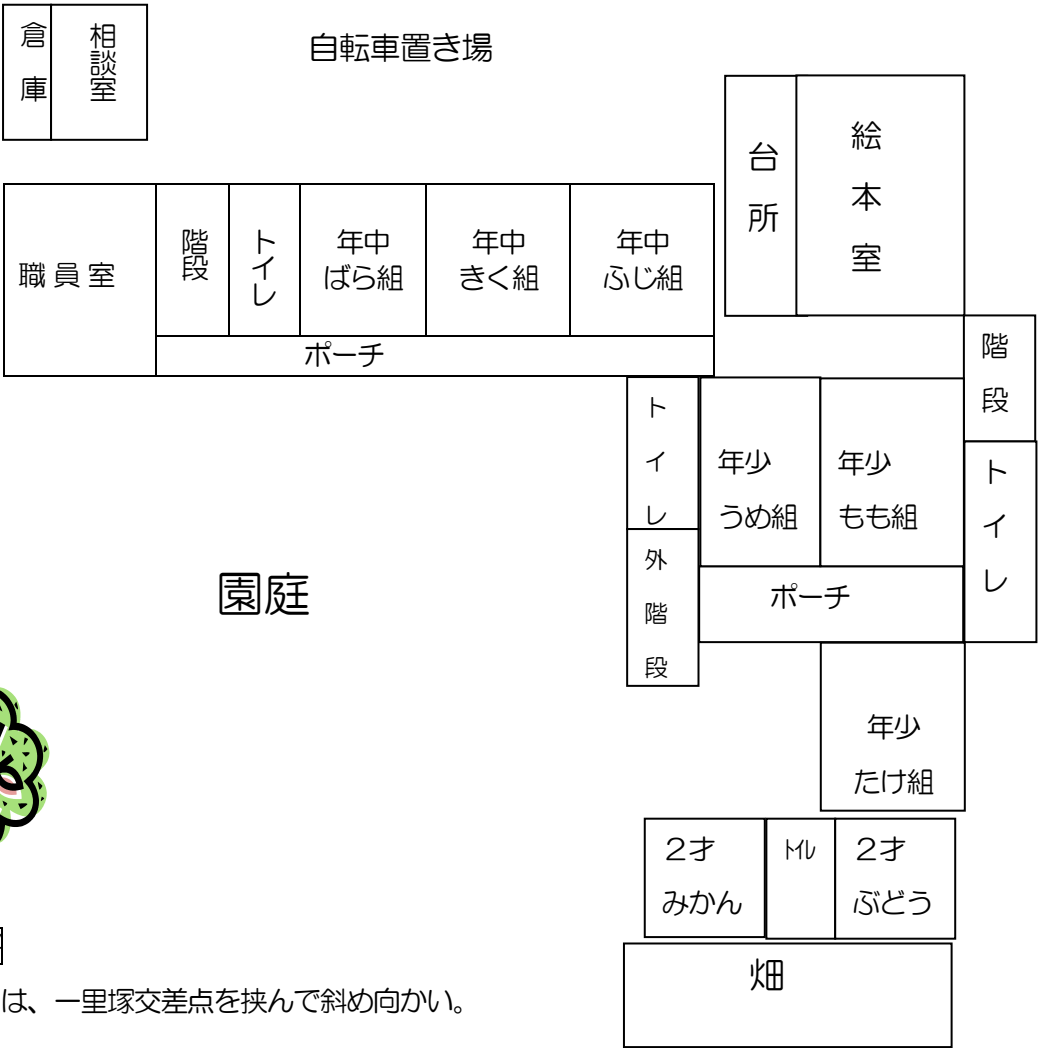 倉庫
相談室
自転車置き場
台所
絵本室
職員室
階段
トイレ
年中
ばら組
年中
きく組
年中
ふじ組
ポーチ
階段
トイレ
トイレ
外階段
年少
うめ組
年少
もも組
ポーチ
園庭
年少
たけ組
2才
みかん
トイレ
2才
ぶどう
畑
は、一里塚交差点を挟んで斜め向かい。